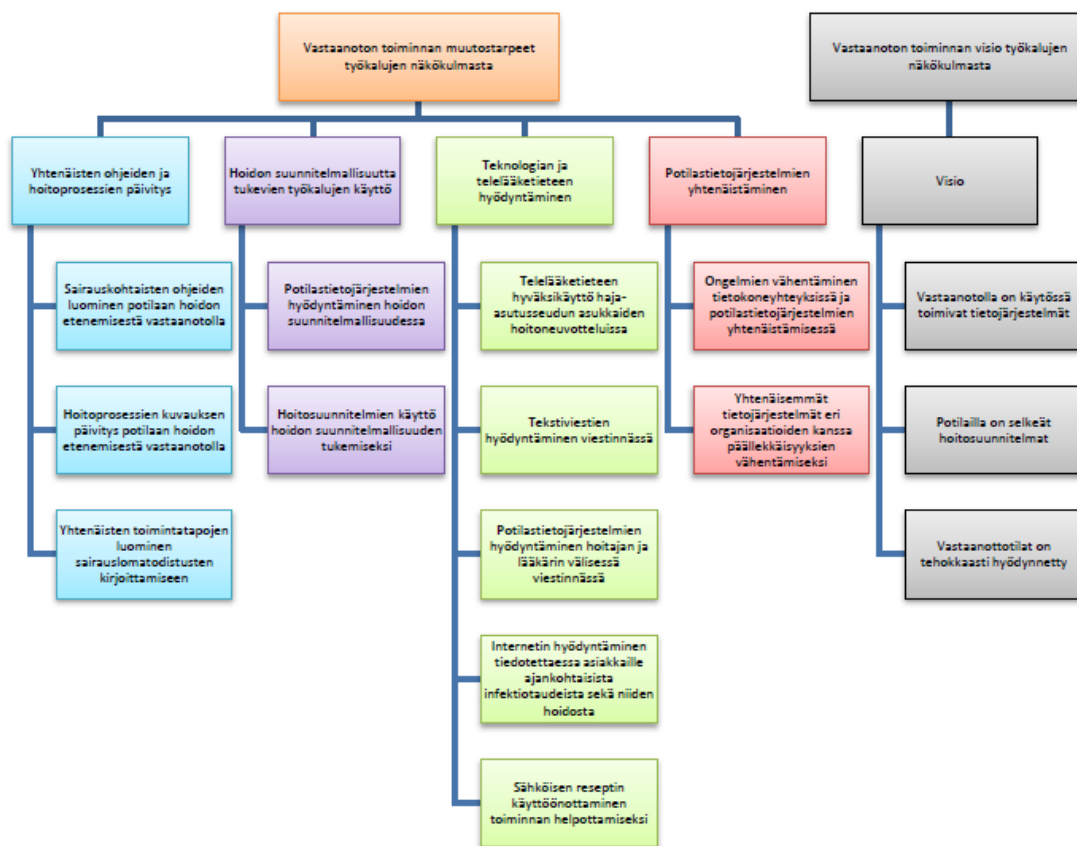 Vastaanoton toiminnan muutostarpeet
työkalujen näkökulmasta
Vastaanoton toiminnan visio työkalujen
näkökulmasta
Yhtenäisten ohjeiden ja
hoitoprosessien päivitys
Hoidon suunnitelmallisuutta
tukevien työkalujen käyttö
Teknologian ja
telelääketieteen
hyödyntäminen
Potilastietojärjestelmien
yhtenäistäminen
Visio
Sairauskohtaisten ohjeiden
luominen potilaan hoidon
etenemisestä vastaanotolla
Potilastietojärjestelmien
hyödyntäminen hoidon
suunnitelmallisuudessa
Telelääketieteen
hyväksikäyttö haja-
asutusseudun asukkaiden
hoitoneuvotteluissa
Ongelmien vähentäminen
tietokoneyhteyksissä ja
potilastietojärjestelmien
yhtenäistämisessä
Vastaanotolla on käytössä
toimivat tietojärjestelmät
Hoitoprosessien kuvauksen
päivitys potilaan hoidon
etenemisestä vastaanotolla
Hoitosuunnitelmien käyttö
hoidon suunnitelmallisuuden
tukemiseksi
Tekstiviestien
hyödyntäminen viestinnässä
Yhtenäisemmät
tietojärjestelmät eri
organisaatioiden kanssa
päällekkäisyyksien
vähentämiseksi
Potilailla on selkeät
hoitosuunnitelmat
Yhtenäisten toimintatapojen
luominen
sairauslomatodistusten
kirjoittamiseen
Potilastietojärjestelmien
hyödyntäminen hoitajan ja
lääkärin välisessä
viestinnässä
Vastaanottotilat on
tehokkaasti hyödynnetty
Internetin hyödyntäminen
tiedotettaessa asiakkaille
ajankohtaisista
infektiotaudeista sekä niiden
hoidosta
Sähköisen reseptin
käyttöönottaminen
toiminnan helpottamiseksi